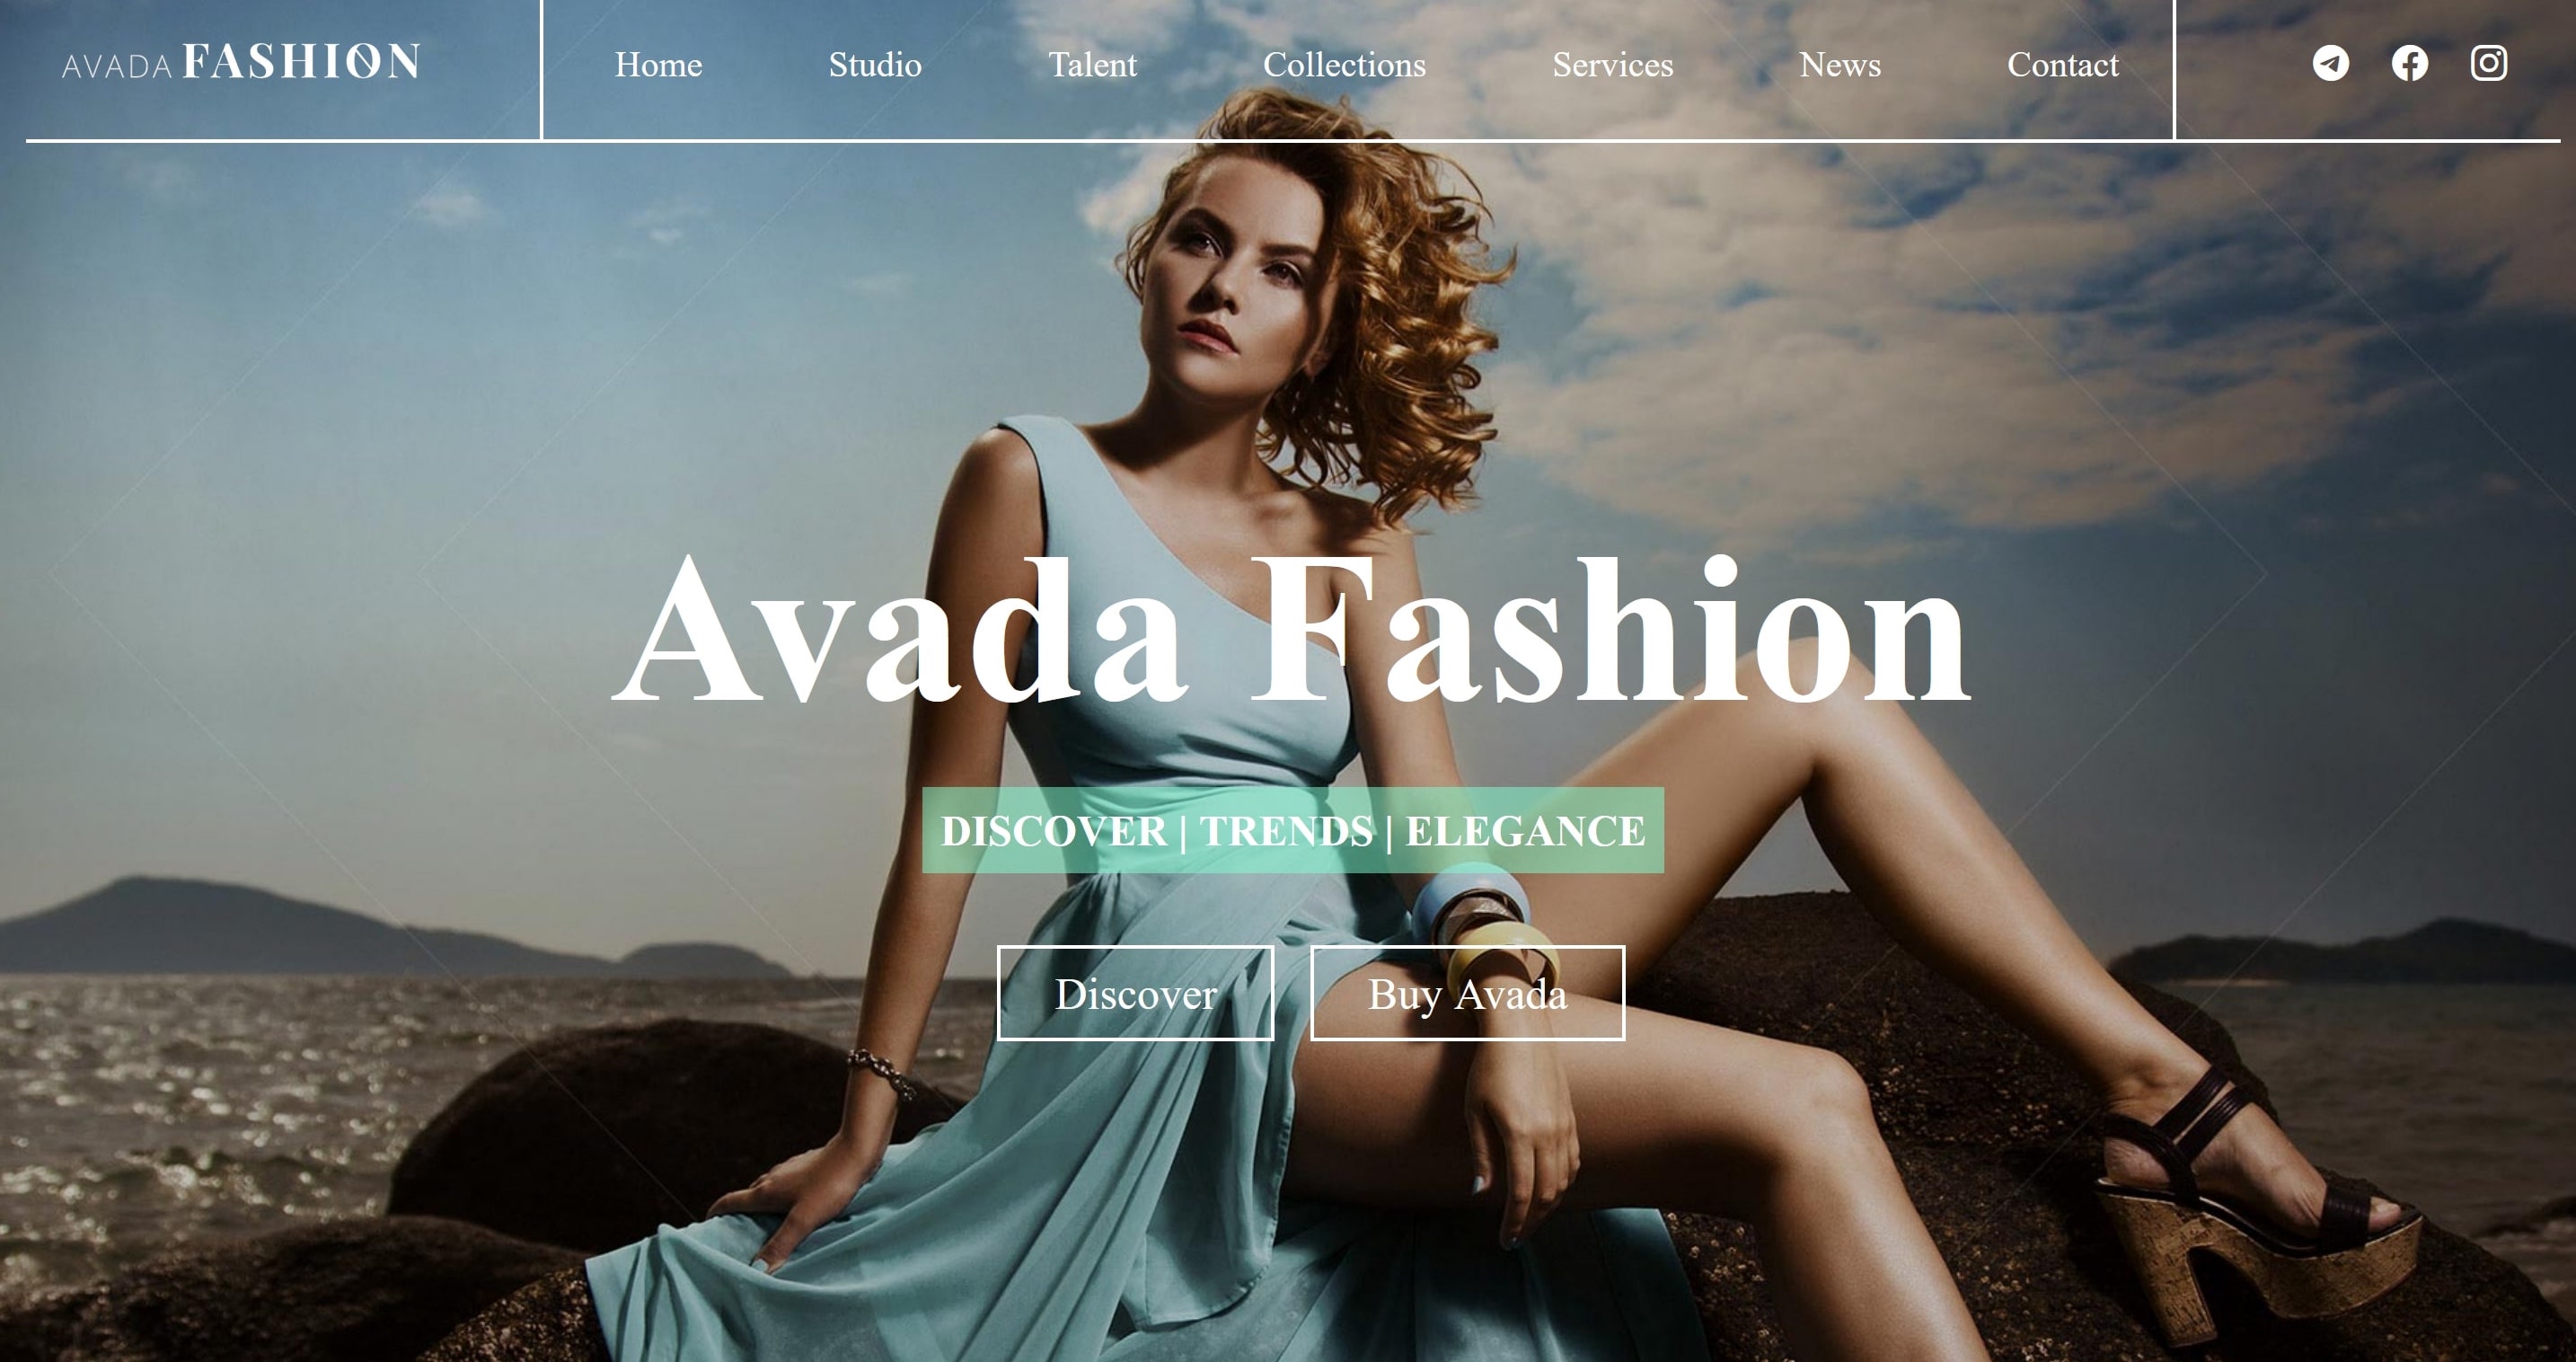 AVADA FASHION
Home Studio Talent Collections Services News Contact
Avada Fashion
DISCOVER | TRENDS | ELEGANCE
Discover Buy Avada